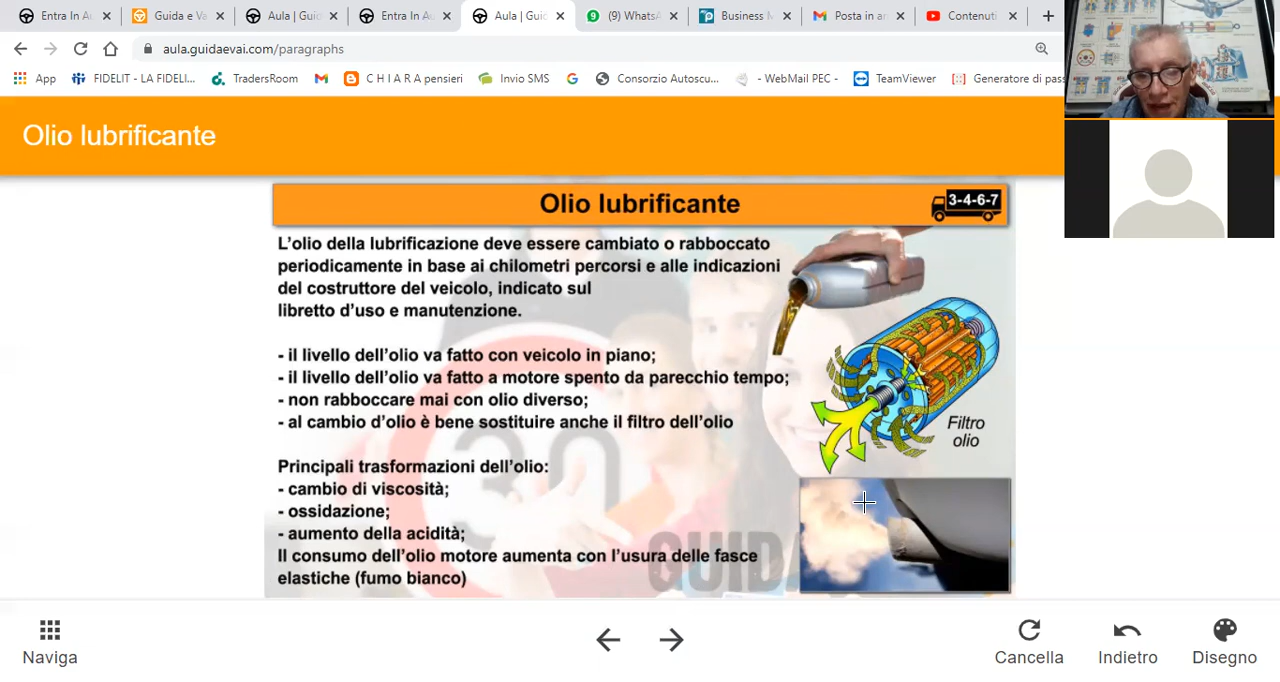 Entra In Au
Guida e Va
Aula | Guid
Entra In Au
Aula | Guid
(9) WhatsA
Business M
Posta in ar
Contenuti
aula.guidaevai.com/paragraphs
App
FIDELIT - LA FIDELI...
TradersRoom
C H I A R A pensieri
Invio SMS
Consorzio Autoscu...
- WebMail PEC -
TeamViewer
Generatore di pass
Olio lubrificante
Olio lubrificante
3-4-6-7
L'olio della lubrificazione deve essere cambiato o rabboccato
periodicamente in base ai chilometri percorsi e alle indicazioni
del costruttore del veicolo, indicato sul
libretto d'uso e manutenzione.
- il livello dell'olio va fatto con veicolo in piano;
- il livello dell'olio va fatto a motore spento da parecchio tempo;
- non rabboccare mai con olio diverso;
- al cambio d'olio è bene sostituire anche il filtro dell'olio
Filtro
olio
Principali trasformazioni dell'olio:
- cambio di viscosità;
- ossidazione;
- aumento della acidità;
Il consumo dell'olio motore aumenta con l'usura delle fasce
elastiche (fumo bianco)
30
GUIDA
Naviga
Cancella
Indietro
Disegno